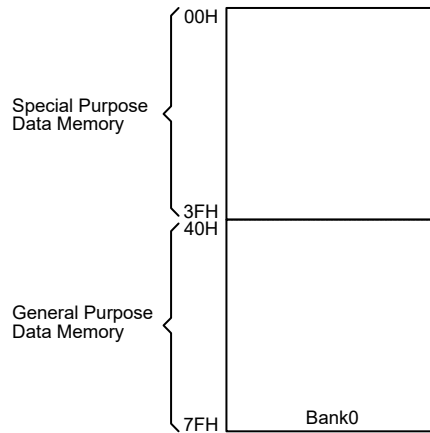 00H
Special Purpose
Data Memory
3FH
40H
General Purpose
Data Memory
7FH
Bank0